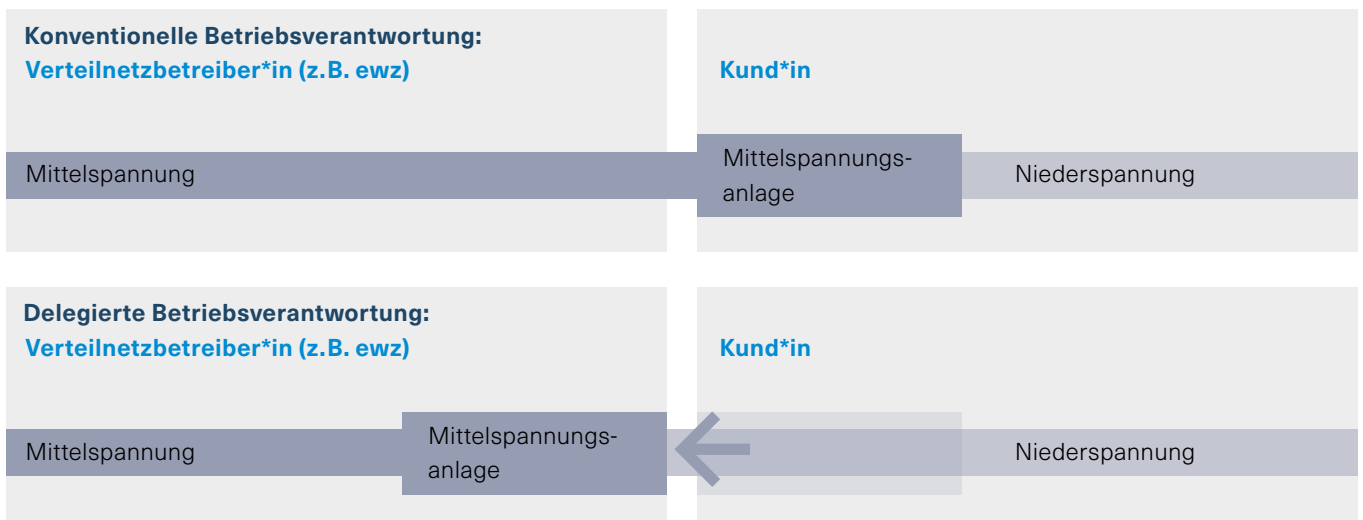 Konventionelle Betriebsverantwortung:
Verteilnetzbetreiber*in (z.B. ewz)
Kund*in
Mittelspannung
Mittelspannungs-
anlage
Niederspannung
Delegierte Betriebsverantwortung:
Verteilnetzbetreiber*in (z.B. ewz)
Kund*in
Mittelspannung
Mittelspannungs-
anlage
Niederspannung